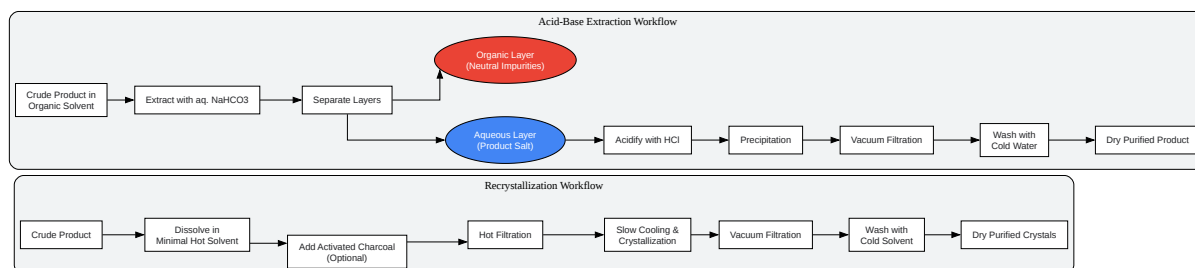 Acid-Base Extraction Workflow
Organic Layer
(Neutral Impurities)
Crude Product in
Organic Solvent
Extract with aq. NaHCO3
Separate Layers
Aqueous Layer
(Product Salt)
Acidify with HCl
Precipitation
Vacuum Filtration
Wash with
Cold Water
Dry Purified Product
Recrystallization Workflow
Crude Product
Dissolve in
Minimal Hot Solvent
Add Activated Charcoal
(Optional)
Hot Filtration
Slow Cooling &
Crystallization
Vacuum Filtration
Wash with
Cold Solvent
Dry Purified Crystals